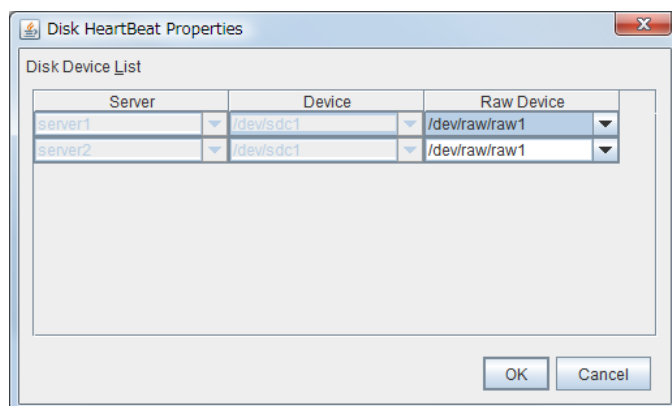 Disk HeartBeat Properties
Disk Device List
Server Device Raw Device
server1 /dev/sdc1 /dev/raw/raw1
server2 /dev/sdc1 /dev/raw/raw1
OK Cancel